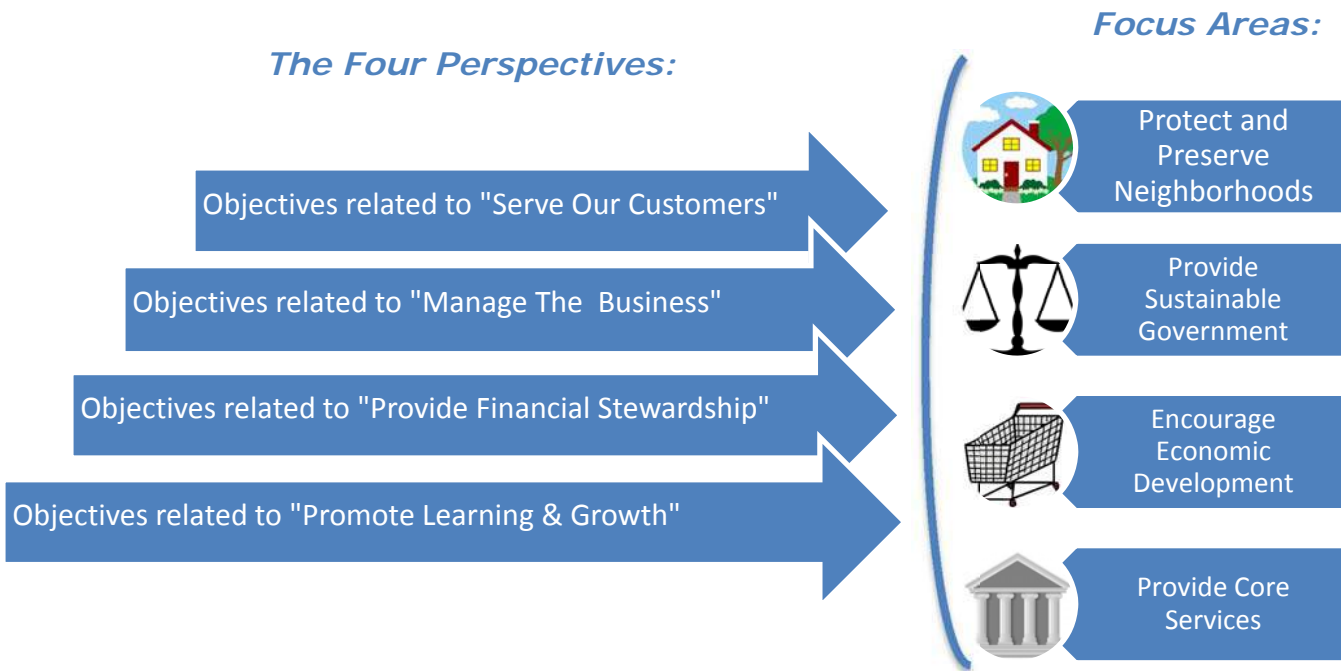 The Four Perspectives:
Objectives related to "Serve Our Customers"
Objectives related to "Manage The  Business"
Objectives related to "Provide Financial Stewardship"
Objectives related to "Promote Learning & Growth"
Focus Areas:
Protect and
Preserve
Neighborhoods
Provide
Sustainable
Government
Encourage
Economic
Development
Provide Core
Services